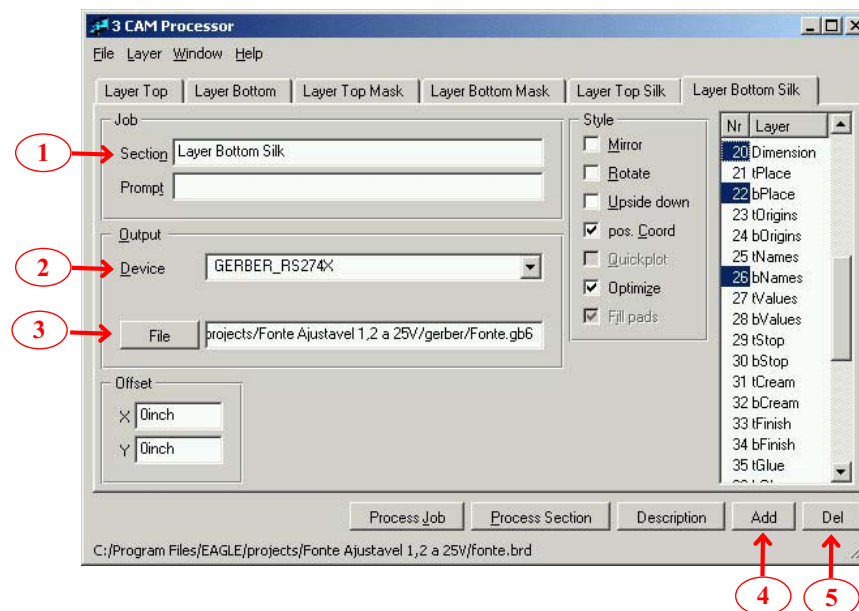 3 CAM Processor
File Layer Window Help
Layer Top Layer Bottom Layer Top Mask Layer Bottom Mask Layer Top Silk Layer Bottom Silk
Job
1
Section Layer Bottom Silk
Prompt
Output
2
Device GERBER_RS274X
3
File projects/Fonte Ajustavel 1,2 a 25V/gerber/Fonte.gb6
Offset
X 0inch
Y 0inch
Style
Mirror
Rotate
Upside down
pos. Coord
Quickplot
Optimize
Fill pads
Nr Layer
20 Dimension
21 tPlace
22 bPlace
23 tOrigins
24 bOrigins
25 tNames
26 bNames
27 tValues
28 bValues
29 tStop
30 bStop
31 tCream
32 bCream
33 tFinish
34 bFinish
35 tGlue
Process Job Process Section Description Add Del
C:/Program Files/EAGLE/projects/Fonte Ajustavel 1,2 a 25V/fonte.brd
4 5